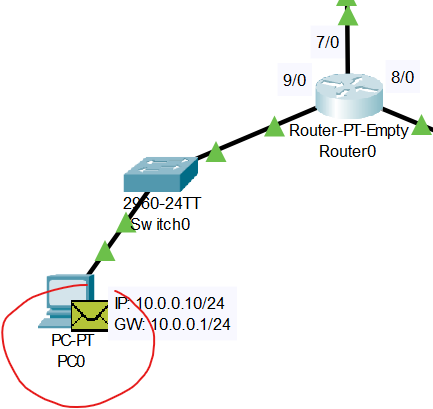 7/0
9/0
8/0
Router-PT-Empty
Router0
2960-24TT
Switch0
IP: 10.0.0.10/24
GW: 10.0.0.1/24
PC-PT
PC0